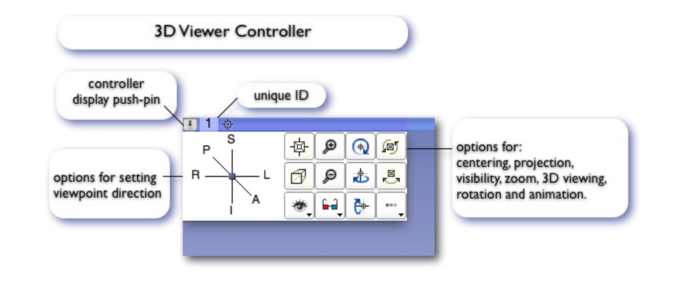 3D Viewer Controller
controller
display push-pin
unique ID
1
S
P
R
L
A
I
options for setting
viewpoint direction
options for:
centering, projection,
visibility, zoom, 3D viewing,
rotation and animation.